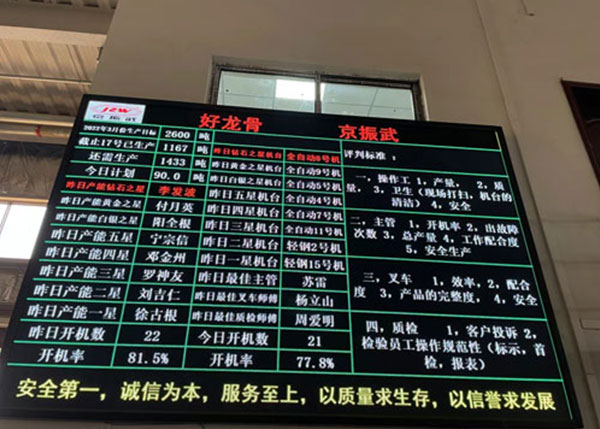 jzw
京振武
好龙骨 京振武
2022年3月份生产目标 2600 吨
截止17号已生产 1167 吨
还需生产 1433 吨
今日计划 90.0 吨
昨日产能钻石之星 李发波
昨日产能黄金之星 付月英
昨日产能白银之星 阳全根
昨日产能五星 宁宗信
昨日产能四星 邓金州
昨日产能三星 罗神友
昨日产能二星 刘吉仁
昨日产能一星 徐古根
昨日开机数 22
开机率 81.5%
昨日钻石之星机台 全自动8号机
昨日黄金之星机台 全自动9号机
昨日白银之星机台 全自动5号机
昨日五星机台 全自动4号机
昨日四星机台 全自动7号机
昨日三星机台 全自动11号机
昨日二星机台 轻钢2号机
昨日一星机台 轻钢15号机
昨日最佳主管 苏雷
昨日最佳叉车师傅 杨立山
昨日最佳质检师傅 周爱明
今日开机数 21
开机率 77.8%
评判标准：
一，操作工 1，产量， 2，质
量， 3，卫生（现场打扫，机台的
清洁） 4，安全
二，主管 1，开机率 2，出故障
次数 3，总产量 4，工作配合度
5，安全生产
三，叉车 1，效率，2，配合
度 3，产品的完整度， 4，安全
四，质检 1，客户投诉 2，
检验员工操作规范性（标示，首
检，报表）
安全第一，诚信为本，服务至上，以质量求生存，以信誉求发展